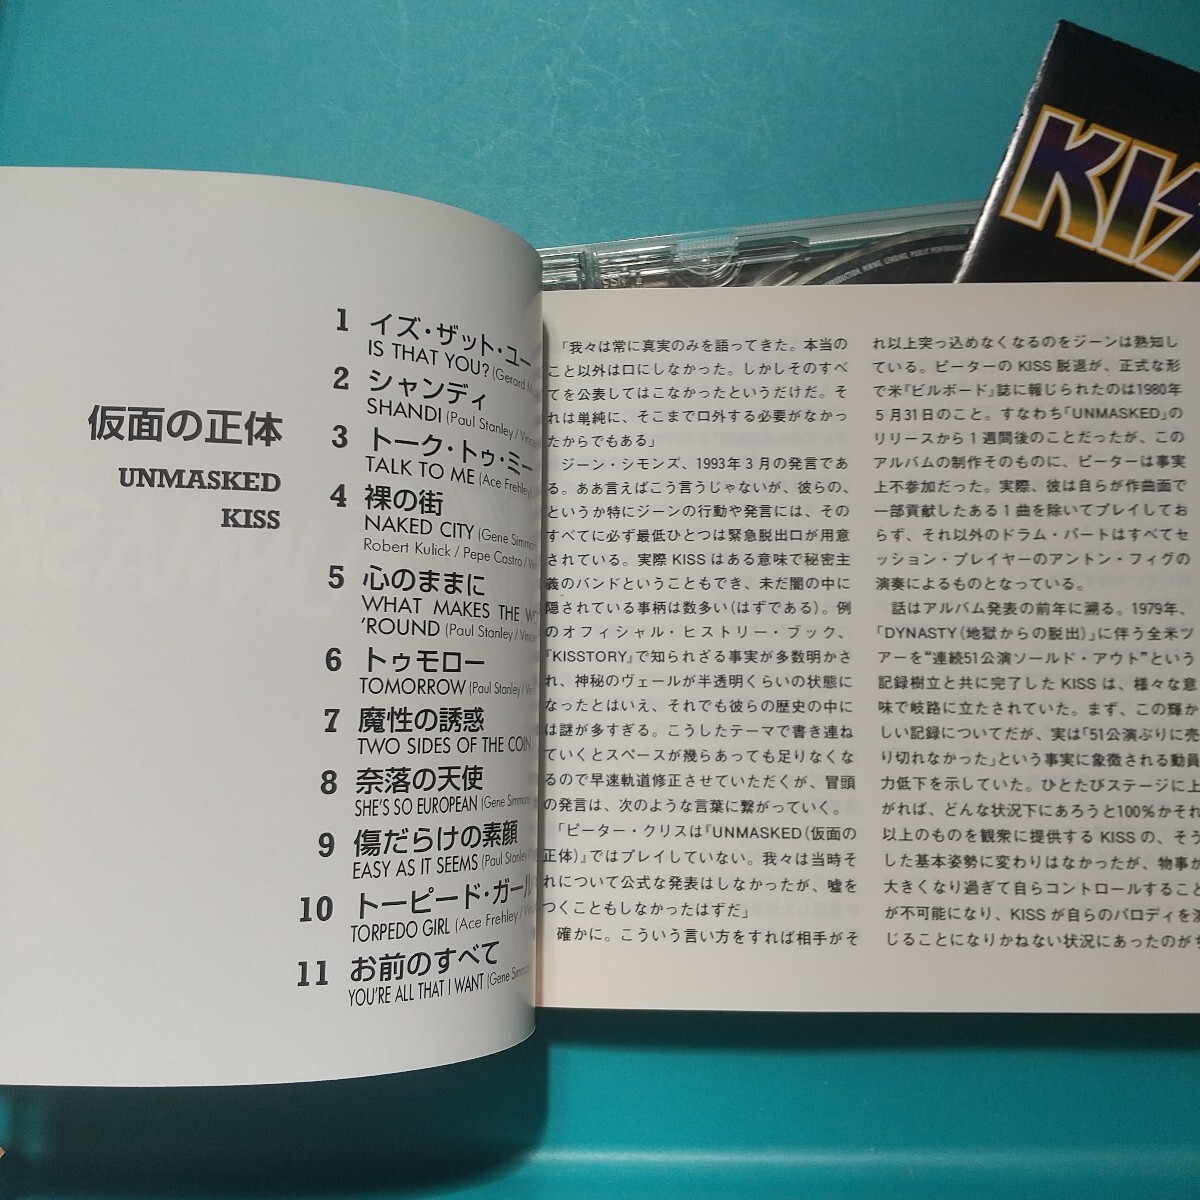 仮面の正体
UNMASKED
KISS
1 イズ・ザット・ユー
IS THAT YOU? (Gerard
2 シャンディ
SHANDI (Paul Stanley /
3 トーク・トゥ・ミー
TALK TO ME (Ace Frehley
4 裸の街
NAKED CITY (Gene Simmon
Robert Kulick / Pepe Castro /
5 心のままに
WHAT MAKES THE WO
'ROUND (Paul Stanley /
6 トゥモロー
TOMORROW (Paul Stanley /
7 魔性の誘惑
TWO SIDES OF THE COIN
8 奈落の天使
SHE'S SO EUROPEAN (Gene Simmons
9 傷だらけの素顔
EASY AS IT SEEMS (Paul Stanley
10 トーピード・ガール
TORPEDO GIRL (Ace Frehley /
11 お前のすべて
YOU'RE ALL THAT I WANT (Gene Simmons
「我々は常に真実のみを語ってきた。本当の
こと以外は口にしなかった。しかしそのすべ
てを公表してはこなかったというだけだ。そ
れは単純に、そこまで口外する必要がなかっ
たからでもある」
ジーン・シモンズ、1993年3月の発言であ
る。ああ言えばこう言うじゃないが、彼らの、
というか特にジーンの行動や発言には、その
すべてに必ず最低ひとつは緊急脱出口が用意
されている。実際KISSはある意味で秘密主
義のバンドということもでき、未だ闇の中に
隠されている事柄は数多い(はずである)。例
のオフィシャル・ヒストリー・ブック、
『KISSTORY』で知られざる事実が多数明かさ
れ、神秘のヴェールが半透明くらいの状態に
なったとはいえ、それでも彼らの歴史の中に
は謎が多すぎる。こうしたテーマで書き連ね
ていくとスペースが幾らあっても足りなくな
るので早速軌道修正させていただくが、冒頭
の発言は、次のような言葉に繋がっていく。
「ピーター・クリスは『UNMASKED(仮面の
正体)』ではプレイしていない。我々は当時そ
れについて公式な発表はしなかったが、嘘を
つくこともしなかったはずだ」
確かに。こういう言い方をすれば相手がそ
れ以上突っ込めなくなるのをジーンは熟知し
ている。ピーターのKISS脱退が、正式な形
で米『ビルボード』誌に報じられたのは1980年
5月31日のこと。すなわち「UNMASKED」の
リリースから1週間後のことだったが、この
アルバムの制作そのものに、ピーターは事実
上不参加だった。実際、彼は自らが作曲面で
一部貢献したある1曲を除いてプレイしてお
らず、それ以外のドラム・パートはすべてセ
ッション・プレイヤーのアントン・フィグの
演奏によるものとなっている。
話はアルバム発表の前年に溯る。1979年、
「DYNASTY(地獄からの脱出)」に伴う全米ツ
アーを“連続51公演ソールド・アウト”という
記録樹立と共に完了したKISSは、様々な意
味で岐路に立たされていた。まず、この輝か
しい記録についてだが、実は「51公演ぶりに売
り切れなかった」という事実に象徴される動員
力低下を示していた。ひとたびステージに上
がれば、どんな状況下にあろうと100%かそれ
以上のものを観衆に提供するKISSの、そう
した基本姿勢に変わりはなかったが、物事が
大きくなり過ぎて自らコントロールすること
が不可能になり、KISSが自らのパロディを演
じることになりかねない状況にあったのが
KISS
HIRING, LENDING, PUBLIC PERFORMANCE